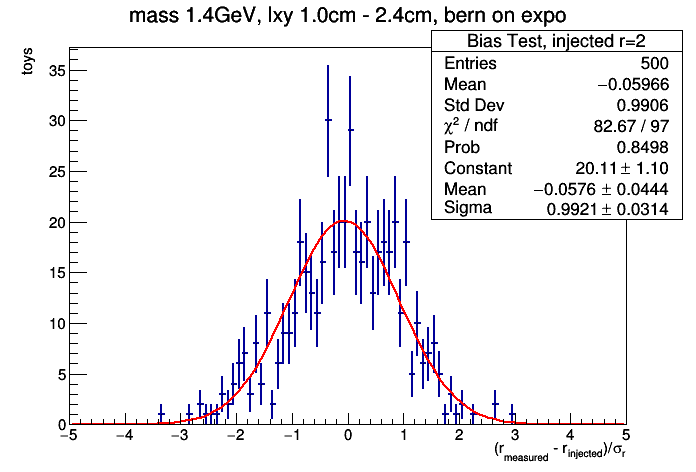 mass 1.4GeV, lxy 1.0cm - 2.4cm, bern on expo
toys
Bias Test, injected r=2
Entries 500
Mean −0.05966
Std Dev 0.9906
χ² / ndf 82.67 / 97
Prob 0.8498
Constant 20.11 ± 1.10
Mean −0.0576 ± 0.0444
Sigma 0.9921 ± 0.0314
35
30
25
20
15
10
5
0
−5 −4 −3 −2 −1 0 1 2 3 4 5
(r_measured - r_injected)/σ_r